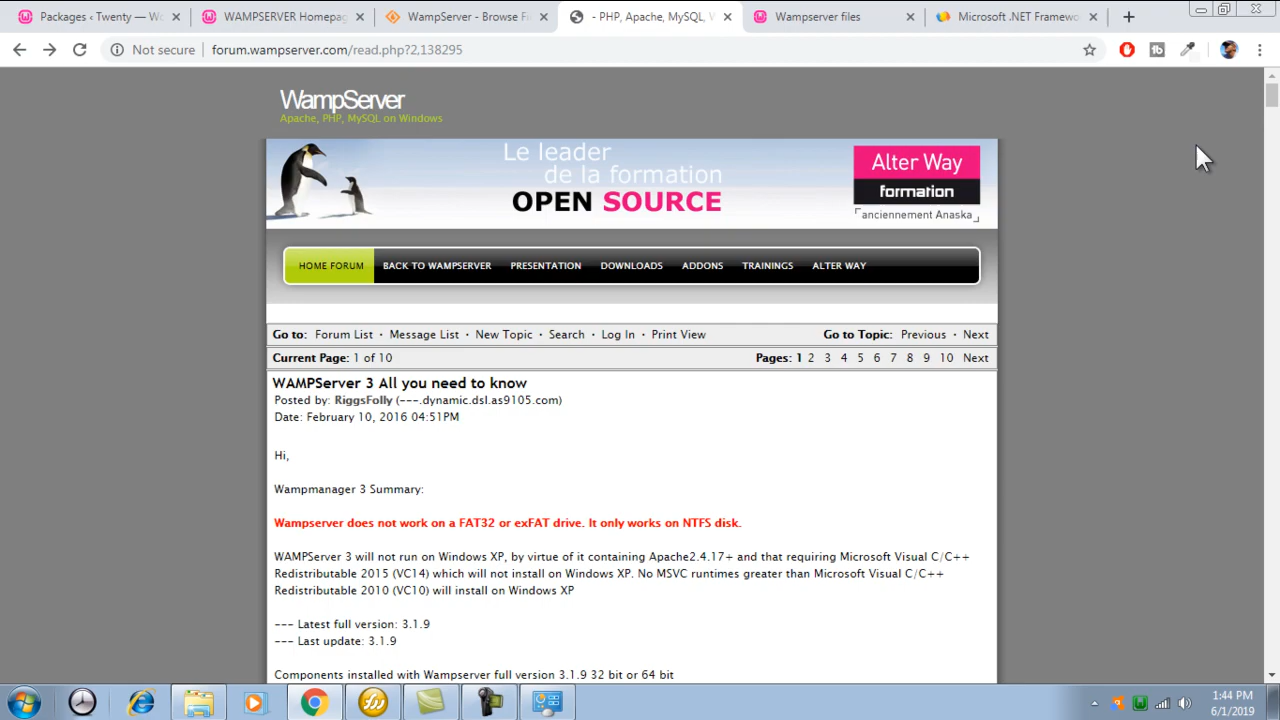 Packages ‹ Twenty — Wo
WAMPSERVER Homepag
WampServer - Browse Fi
- PHP, Apache, MySQL, W
Wampserver files
Microsoft .NET Framewo
Not secure
forum.wampserver.com/read.php?2,138295
WampServer
Apache, PHP, MySQL on Windows
Le leader
de la formation
OPEN SOURCE
Alter Way
formation
anciennement Anaska
HOME FORUM BACK TO WAMPSERVER PRESENTATION DOWNLOADS ADDONS TRAININGS ALTER WAY
Go to: Forum List • Message List • New Topic • Search • Log In • Print View Go to Topic: Previous • Next
Current Page: 1 of 10 Pages: 1 2 3 4 5 6 7 8 9 10 Next
WAMPServer 3 All you need to know
Posted by: RiggsFolly (---.dynamic.dsl.as9105.com)
Date: February 10, 2016 04:51PM
Hi,
Wampmanager 3 Summary:
Wampserver does not work on a FAT32 or exFAT drive. It only works on NTFS disk.
WAMPServer 3 will not run on Windows XP, by virtue of it containing Apache2.4.17+ and that requiring Microsoft Visual C/C++
Redistributable 2015 (VC14) which will not install on Windows XP. No MSVC runtimes greater than Microsoft Visual C/C++
Redistributable 2010 (VC10) will install on Windows XP
--- Latest full version: 3.1.9
--- Last update: 3.1.9
Components installed with Wampserver full version 3.1.9 32 bit or 64 bit
1:44 PM
6/1/2019